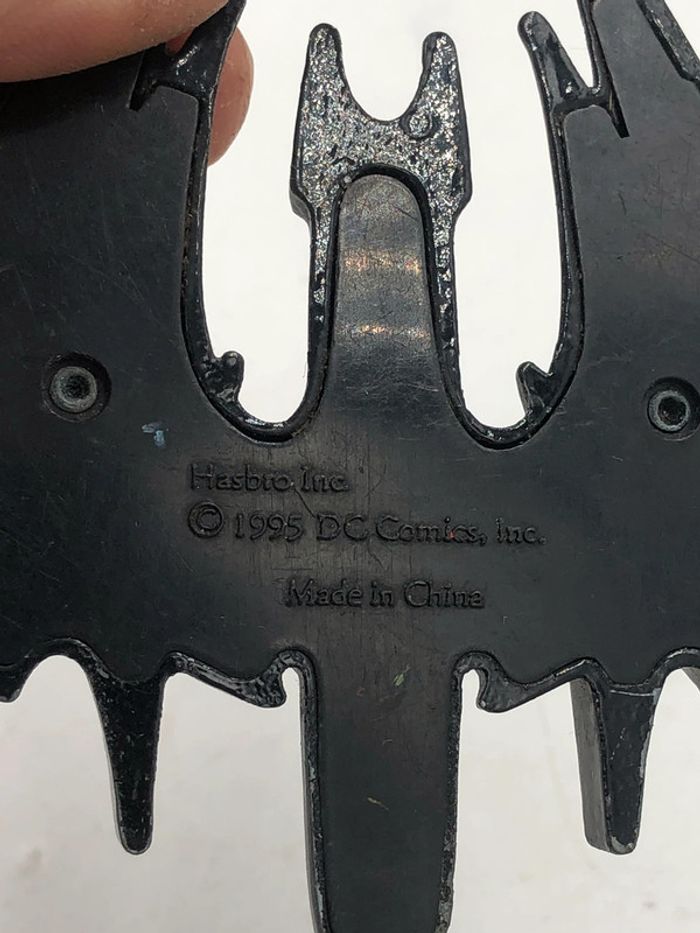 Hasbro Inc.
© 1995 DC Comics, Inc.
Made in China